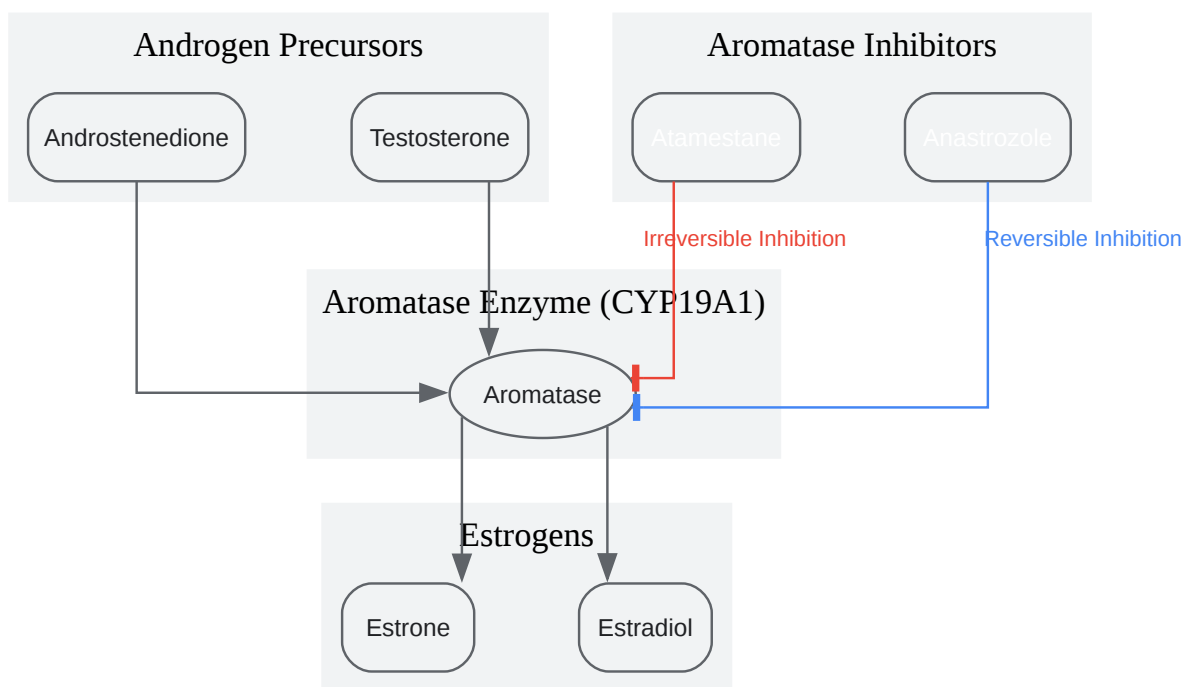 Androgen Precursors
Aromatase Inhibitors
Androstenedione
Testosterone
Atamestane
Anastrozole
Irreversible Inhibition
Reversible Inhibition
Aromatase Enzyme (CYP19A1)
Aromatase
Estrogens
Estrone
Estradiol